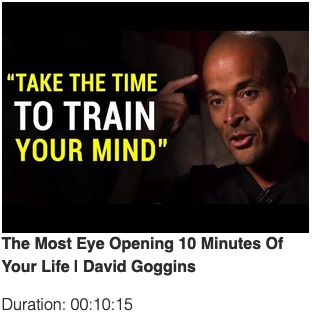 “TAKE THE TIME
TO TRAIN
YOUR MIND”
The Most Eye Opening 10 Minutes Of
Your Life | David Goggins
Duration: 00:10:15